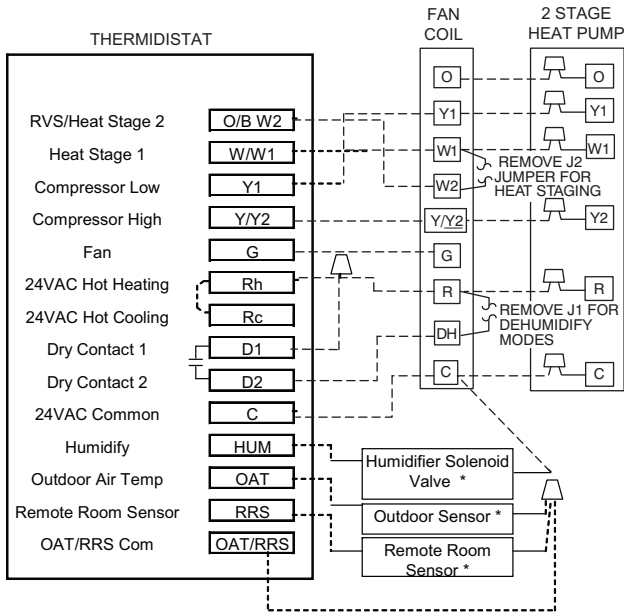 FAN
COIL
2 STAGE
HEAT PUMP
THERMIDISTAT
RVS/Heat Stage 2
O/B W2
Heat Stage 1
W/W1
Compressor Low
Y1
Compressor High
Y/Y2
Fan
G
24VAC Hot Heating
Rh
24VAC Hot Cooling
Rc
Dry Contact 1
D1
Dry Contact 2
D2
24VAC Common
C
Humidify
HUM
Outdoor Air Temp
OAT
Remote Room Sensor
RRS
OAT/RRS Com
OAT/RRS
O
Y1
W1
W2
Y/Y2
G
R
DH
C
REMOVE J2
JUMPER FOR
HEAT STAGING
REMOVE J1 FOR
DEHUMIDIFY
MODES
O
Y1
W1
Y2
R
C
Humidifier Solenoid
Valve *
Outdoor Sensor *
Remote Room
Sensor *